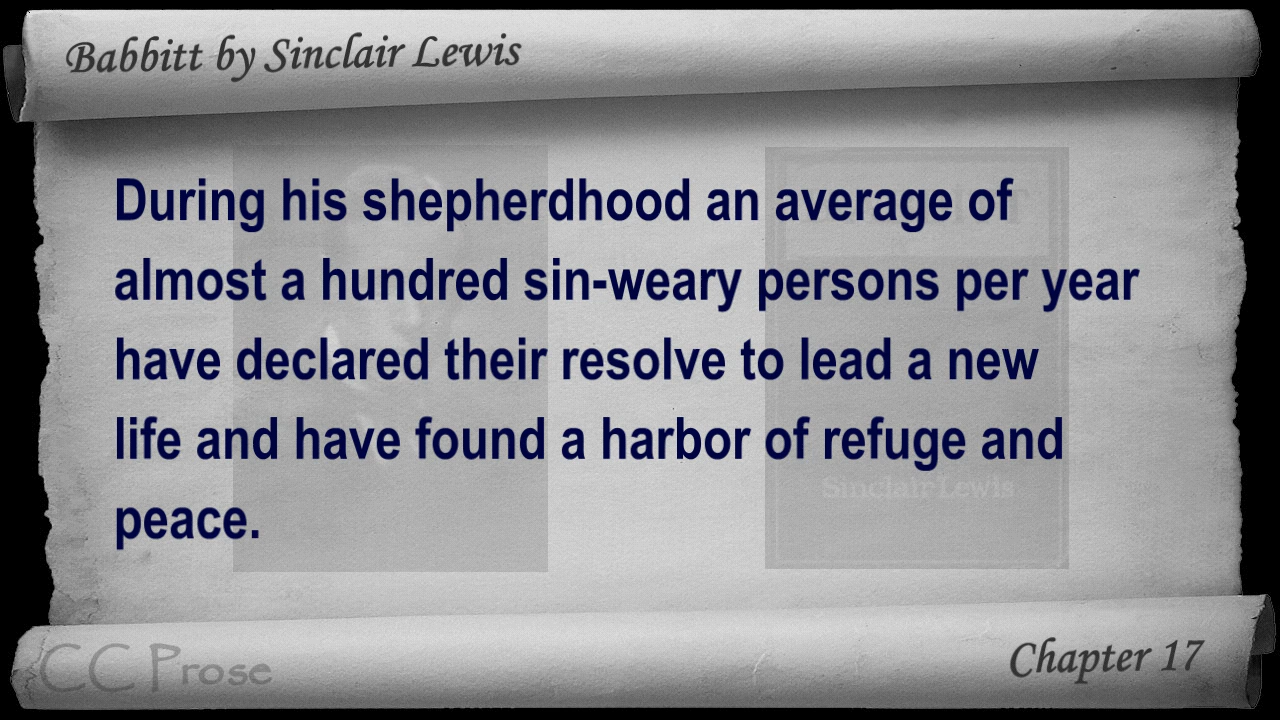 Babbitt by Sinclair Lewis
During his shepherdhood an average of
almost a hundred sin-weary persons per year
have declared their resolve to lead a new
life and have found a harbor of refuge and
peace.
Sinclair Lewis
CC Prose
Chapter 17